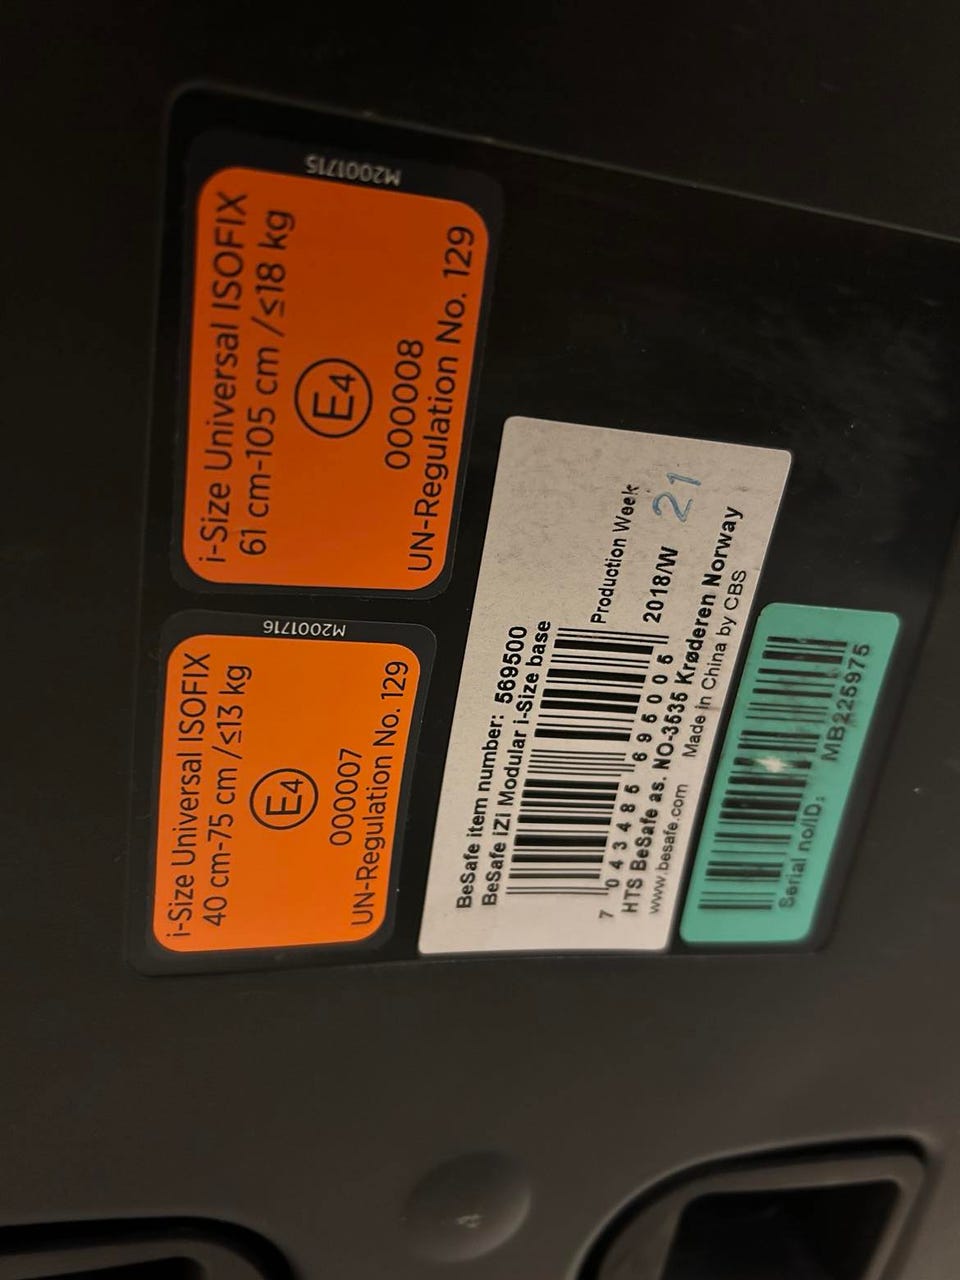 M2001716
i-Size Universal ISOFIX
40 cm-75 cm /≤13 kg
E4
000007
UN-Regulation No. 129
M2001715
i-Size Universal ISOFIX
61 cm-105 cm /≤18 kg
E4
000008
UN-Regulation No. 129
BeSafe item number: 569500
BeSafe iZi Modular i-Size base
Production Week
7 043485 695005 2018/W 21
HTS BeSafe as. NO-3535 Krøderen Norway
www.besafe.com Made in China by CBS
Serial no/ID: MB225975